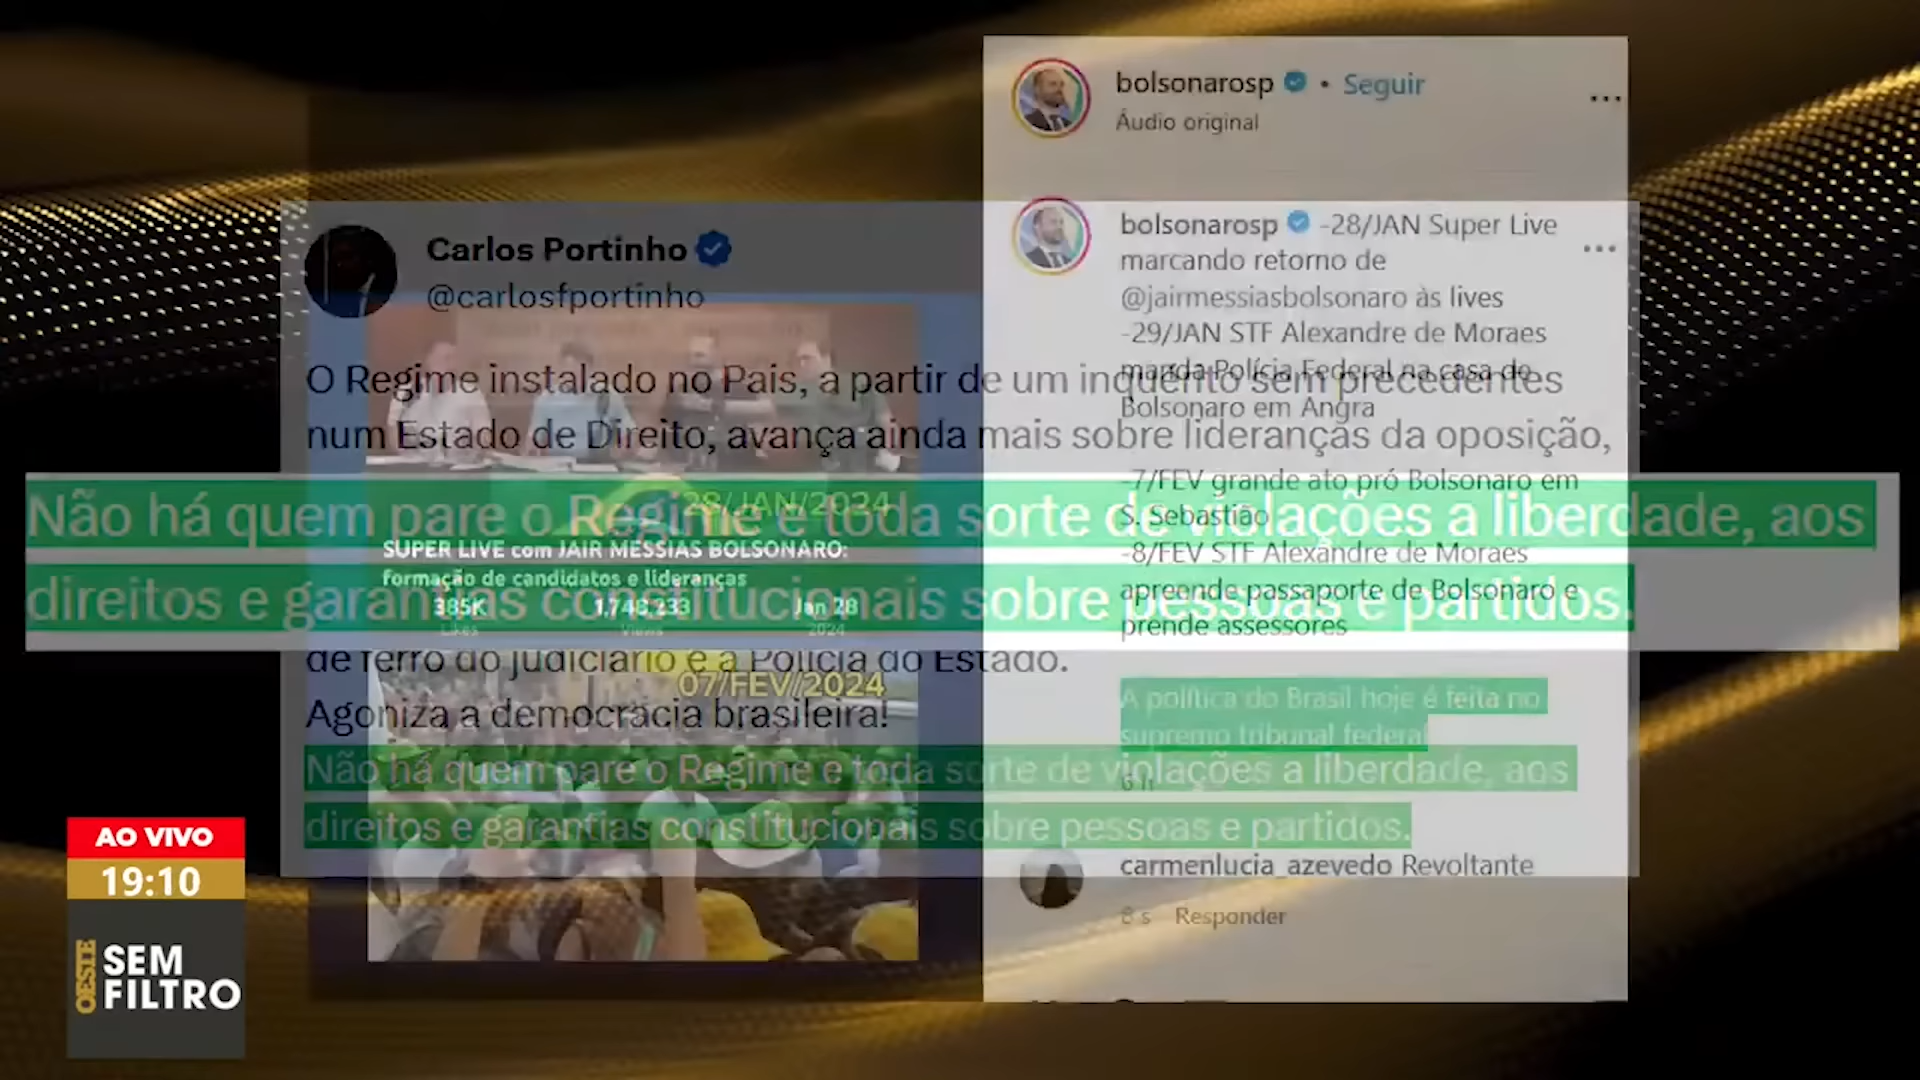 bolsonarosp • Seguir
Áudio original
bolsonarosp -28/JAN Super Live
marcando retorno de
@jairmessiasbolsonaro às lives
-29/JAN STF Alexandre de Moraes
manda Polícia Federal na casa do
Bolsonaro em Angra
-7/FEV grande ato pró Bolsonaro em
S. Sebastião
-8/FEV STF Alexandre de Moraes
apreende passaporte de Bolsonaro e
prende assessores
A política do Brasil hoje é feita no
supremo tribunal federal
6 h
carmenlucia_azevedo Revoltante
8 s Responder
Carlos Portinho
@carlosfportinho
O Regime instalado no Pais, a partir de um inquérito sem precedentes
num Estado de Direito, avança ainda mais sobre lideranças da oposição,
de ferro do judiciário e a Polícia do Estado.
Agoniza a democracia brasileira!
Não há quem pare o Regime e toda sorte de violações a liberdade, aos
direitos e garantias constitucionais sobre pessoas e partidos.
Não há quem pare o Regime e toda sorte de violações a liberdade, aos
direitos e garantias constitucionais sobre pessoas e partidos.
28/JAN/2024
SUPER LIVE com JAIR MESSIAS BOLSONARO:
formação de candidatos e lideranças
385K 1,748,233 Jan 28
Likes Views 2024
07/FEV/2024
AO VIVO
19:10
OESTE
SEM
FILTRO